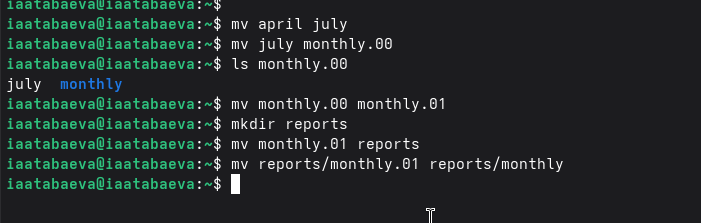 iaatabaeva@iaatabaeva:~$
iaatabaeva@iaatabaeva:~$ mv april july
iaatabaeva@iaatabaeva:~$ mv july monthly.00
iaatabaeva@iaatabaeva:~$ ls monthly.00
july  monthly
iaatabaeva@iaatabaeva:~$ mv monthly.00 monthly.01
iaatabaeva@iaatabaeva:~$ mkdir reports
iaatabaeva@iaatabaeva:~$ mv monthly.01 reports
iaatabaeva@iaatabaeva:~$ mv reports/monthly.01 reports/monthly
iaatabaeva@iaatabaeva:~$